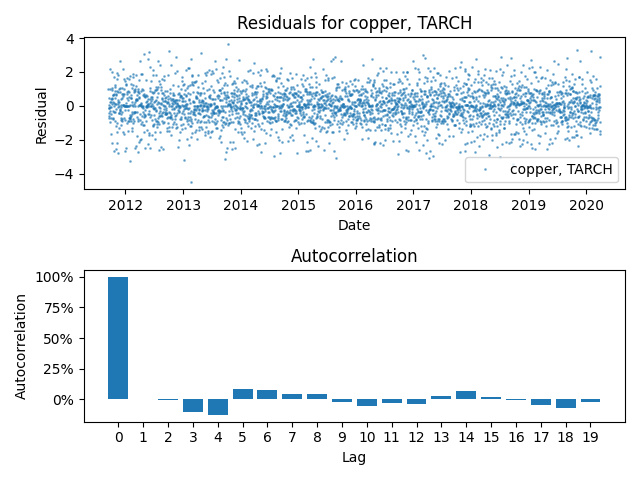 Residuals for copper, TARCH
4
2
0
−2
−4
Residual
copper, TARCH
2012 2013 2014 2015 2016 2017 2018 2019 2020
Date
Autocorrelation
100%
75%
50%
25%
0%
Autocorrelation
0 1 2 3 4 5 6 7 8 9 10 11 12 13 14 15 16 17 18 19
Lag